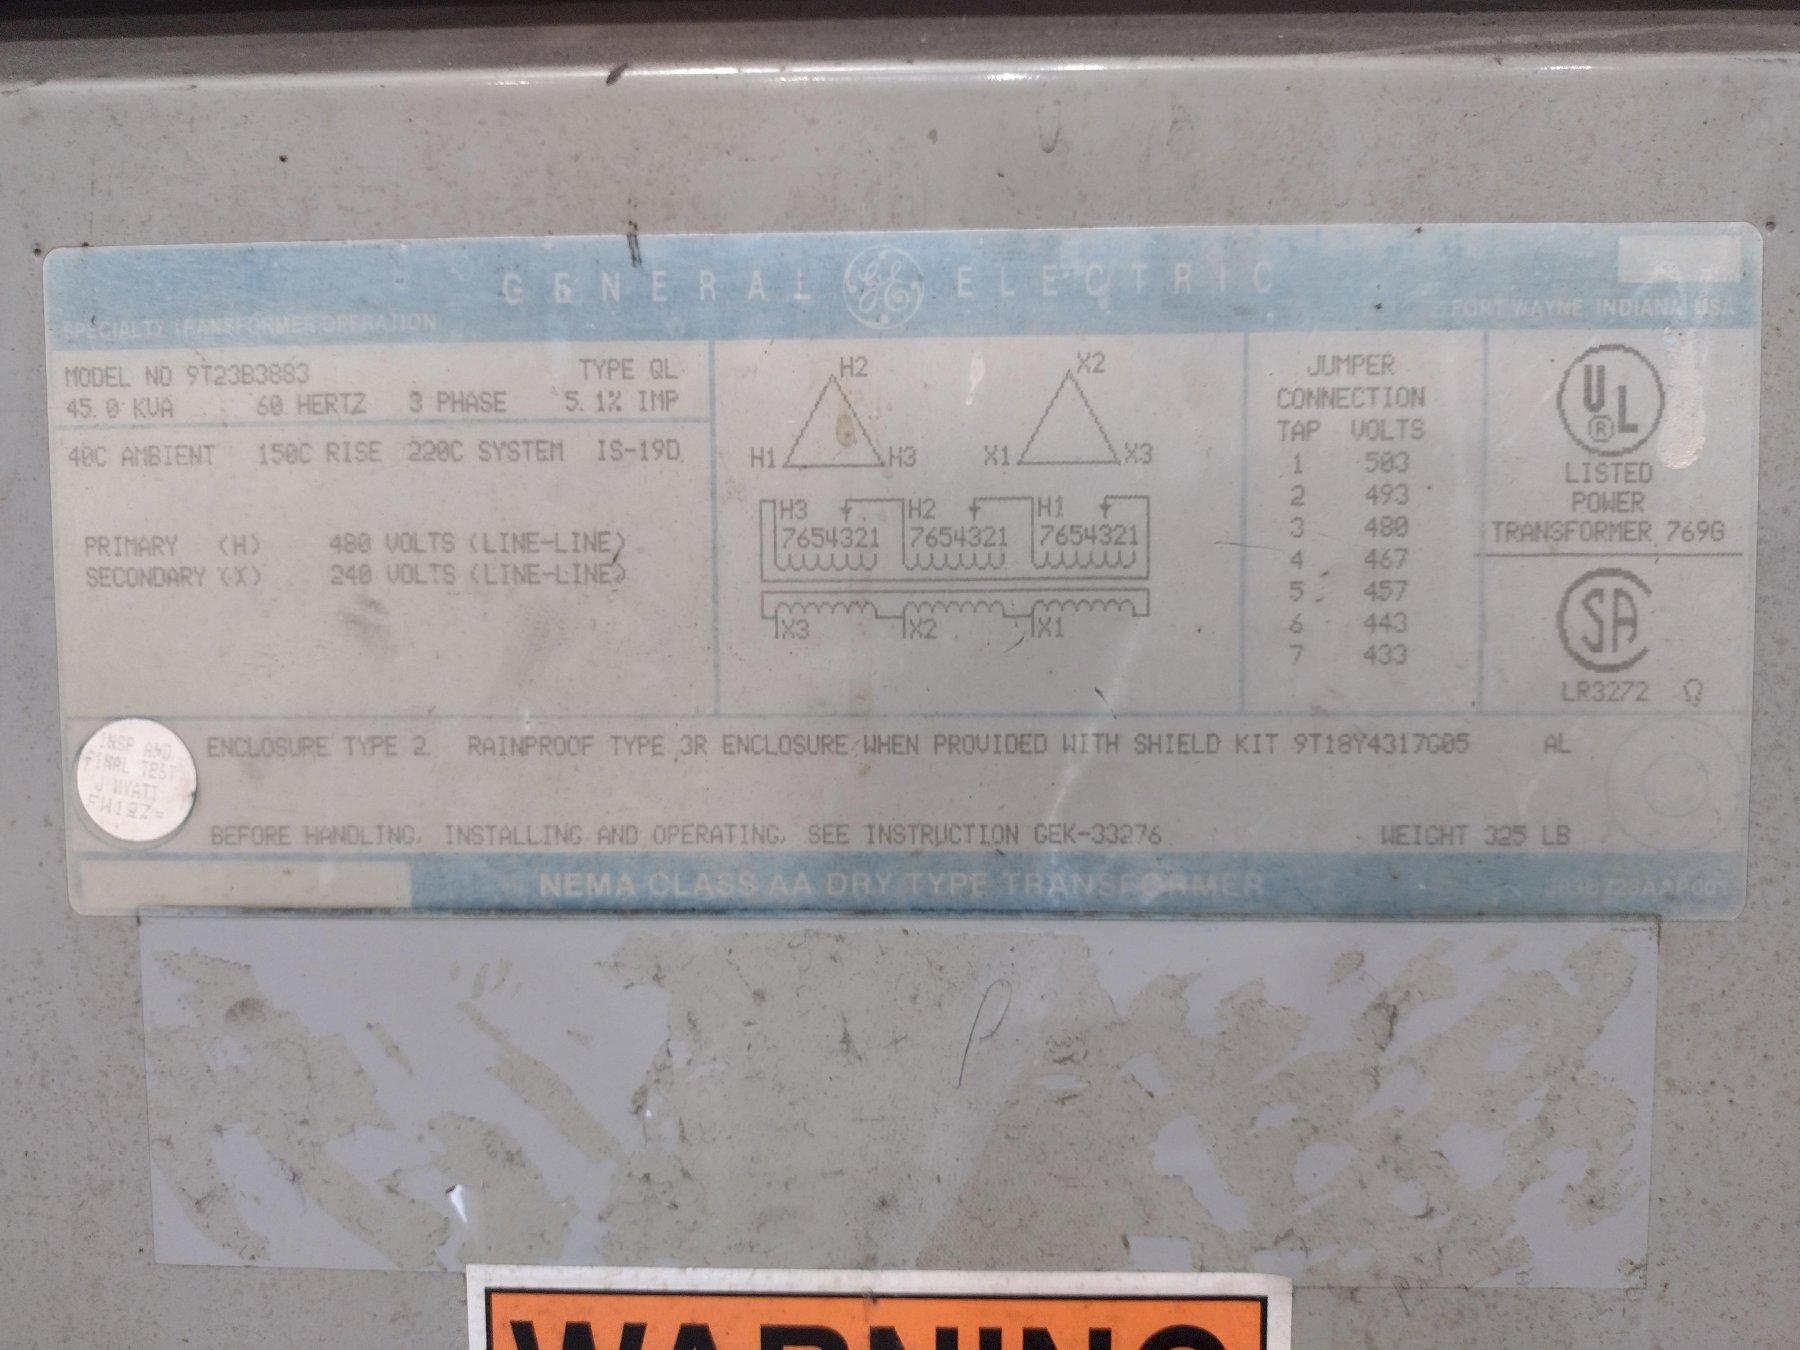 GENERAL GE ELECTRIC
SPECIALTY TRANSFORMER OPERATION
FORT WAYNE, INDIANA USA
MODEL NO 9T23B3883 TYPE QL
45.0 KVA 60 HERTZ 3 PHASE 5.1% IMP
40C AMBIENT 150C RISE 220C SYSTEM IS-19D
PRIMARY (H) 480 VOLTS (LINE-LINE)
SECONDARY (X) 240 VOLTS (LINE-LINE)
H2
H1 H3
X2
X1 X3
H3 H2 H1
7654321 7654321 7654321
X3 X2 X1
JUMPER
CONNECTION
TAP VOLTS
1 503
2 493
3 480
4 467
5 457
6 443
7 433
UL ®
LISTED
POWER
TRANSFORMER 769G
SA
LR3272 Ω
INSP AND
FINAL TEST
J WYATT
ENCLOSURE TYPE 2. RAINPROOF TYPE 3R ENCLOSURE WHEN PROVIDED WITH SHIELD KIT 9T18Y4317G05 AL
BEFORE HANDLING, INSTALLING AND OPERATING, SEE INSTRUCTION GEK-33276 WEIGHT 325 LB
NEMA CLASS AA DRY TYPE TRANSFORMER
WARNING